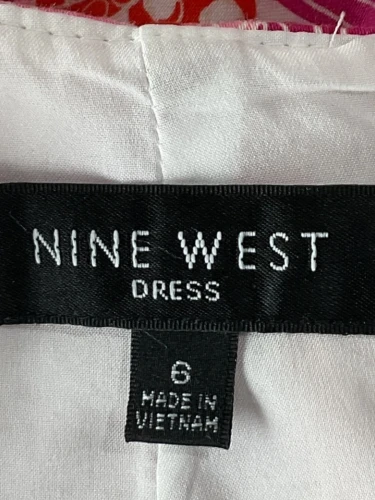 NINE WEST
DRESS
6
MADE IN
VIETNAM